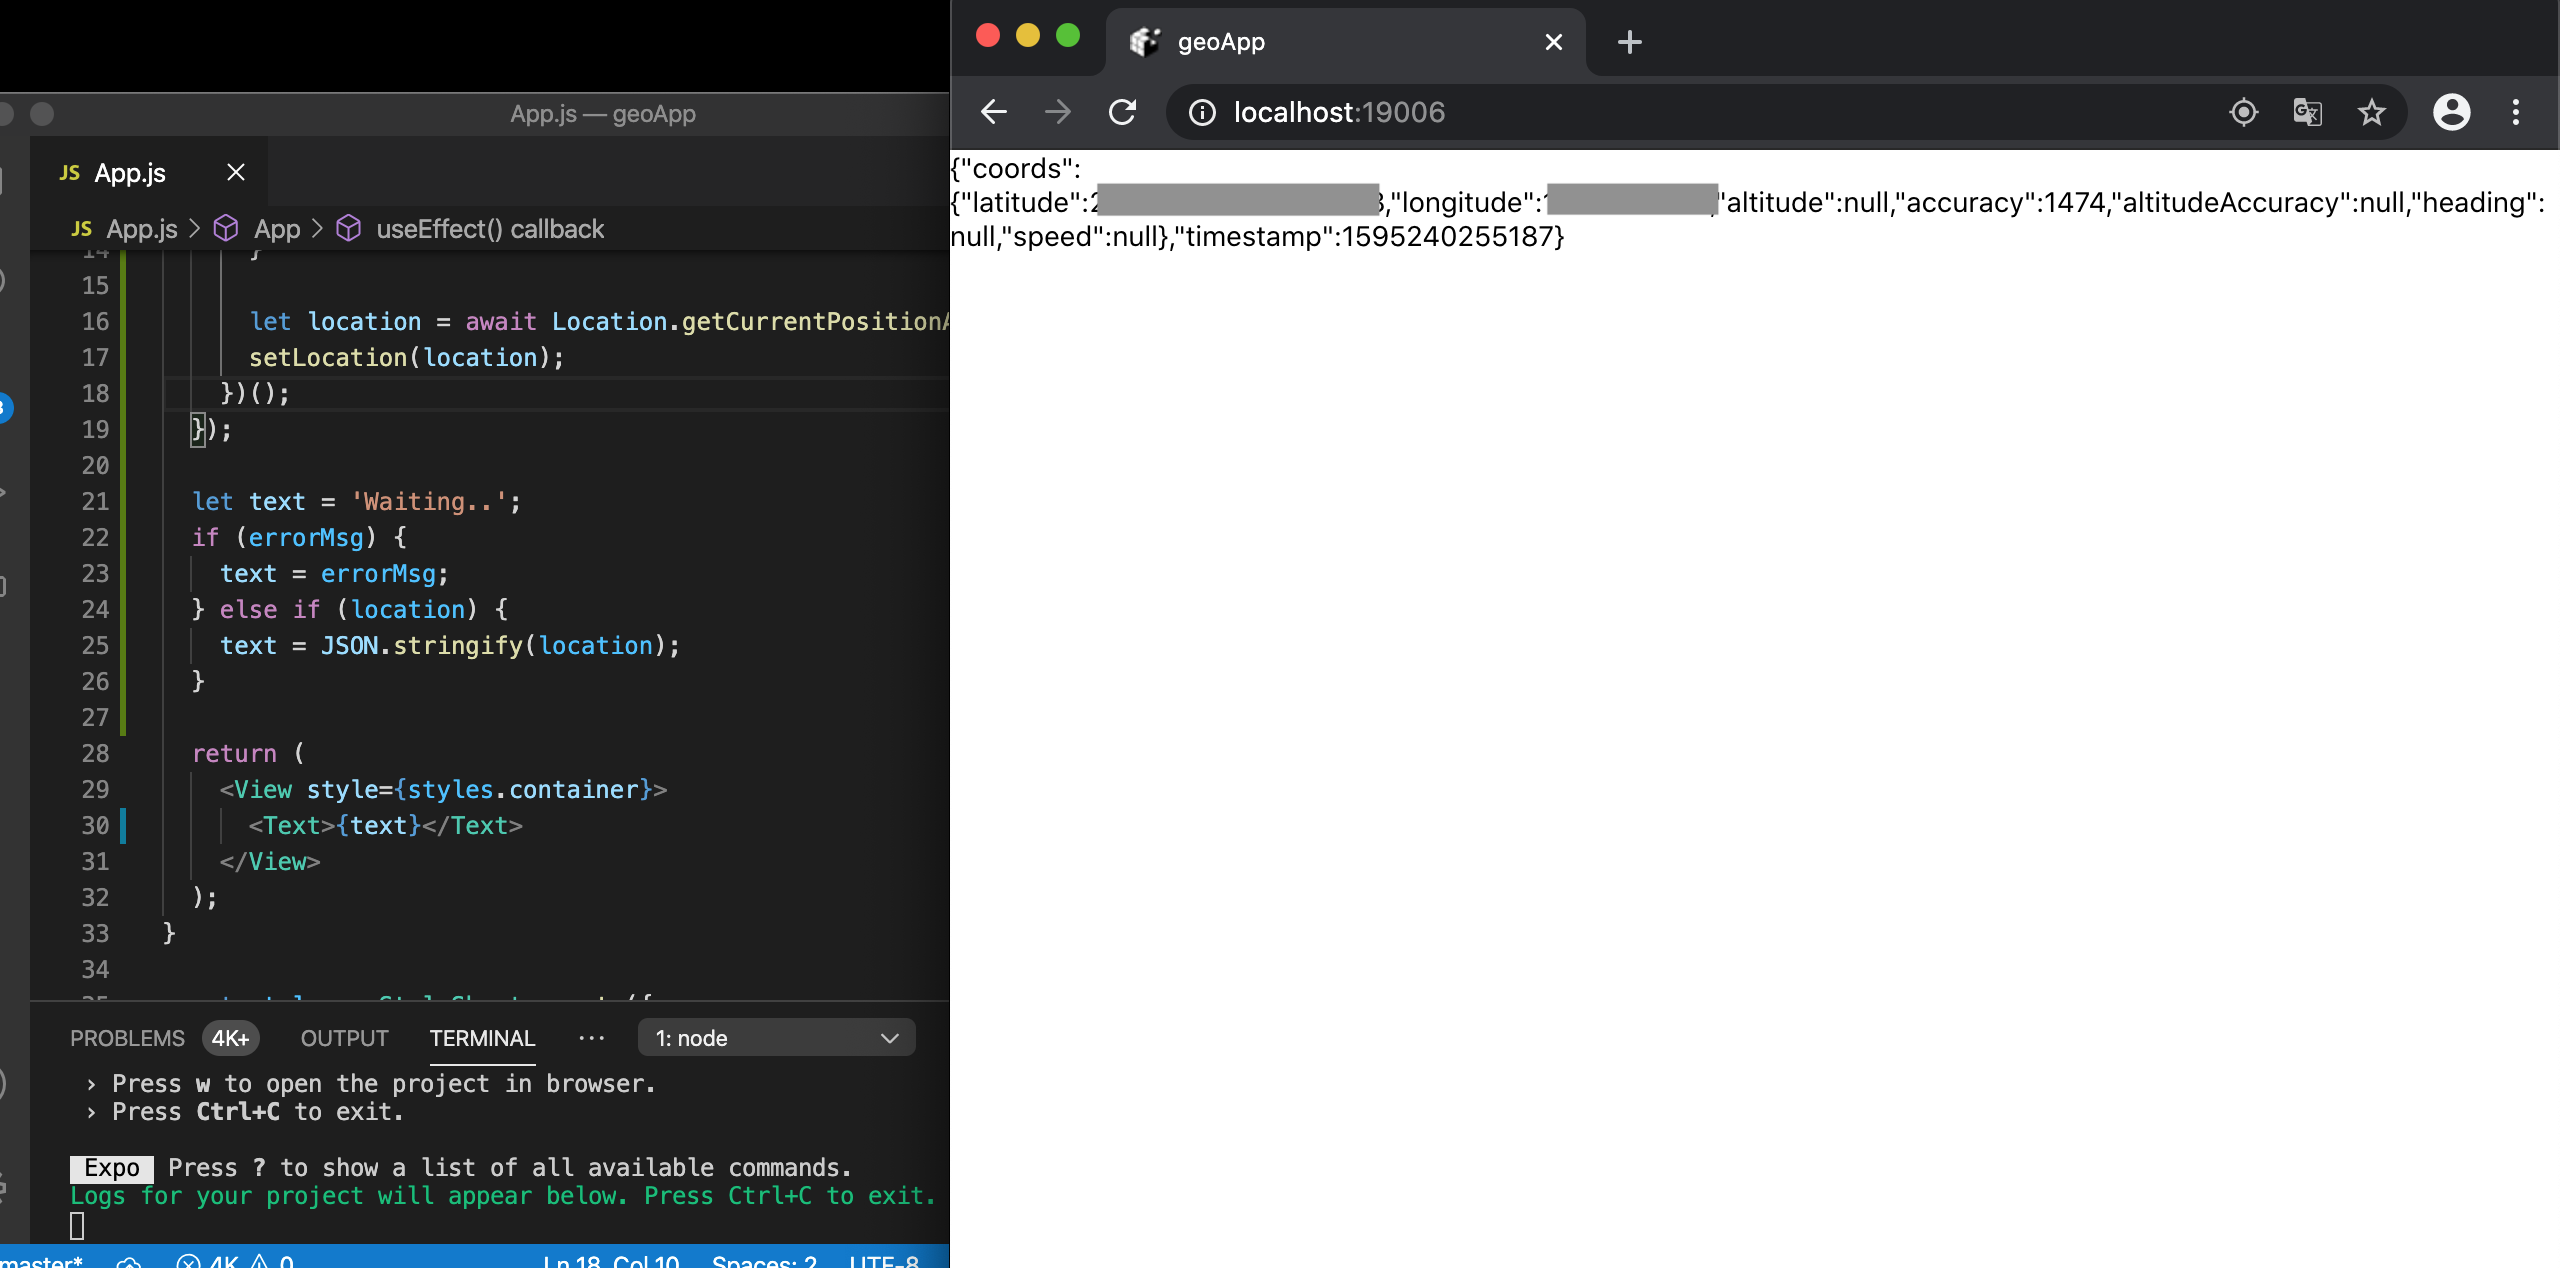 App.js — geoApp
JS App.js
JS App.js > App > useEffect() callback
14 }
15
16 let location = await Location.getCurrentPosition
17 setLocation(location);
18 })();
19 });
20
21 let text = 'Waiting..';
22 if (errorMsg) {
23 text = errorMsg;
24 } else if (location) {
25 text = JSON.stringify(location);
26 }
27
28 return (
29 <View style={styles.container}>
30 <Text>{text}</Text>
31 </View>
32 );
33 }
34
PROBLEMS 4K+ OUTPUT TERMINAL ··· 1: node
› Press w to open the project in browser.
› Press Ctrl+C to exit.
Expo Press ? to show a list of all available commands.
Logs for your project will appear below. Press Ctrl+C to exit.
master* 4K 0 Ln 18, Col 10 Spaces: 2 UTF-8
geoApp
localhost:19006
{"coords":
{"latitude": ,"longitude": "altitude":null,"accuracy":1474,"altitudeAccuracy":null,"heading":
null,"speed":null},"timestamp":1595240255187}